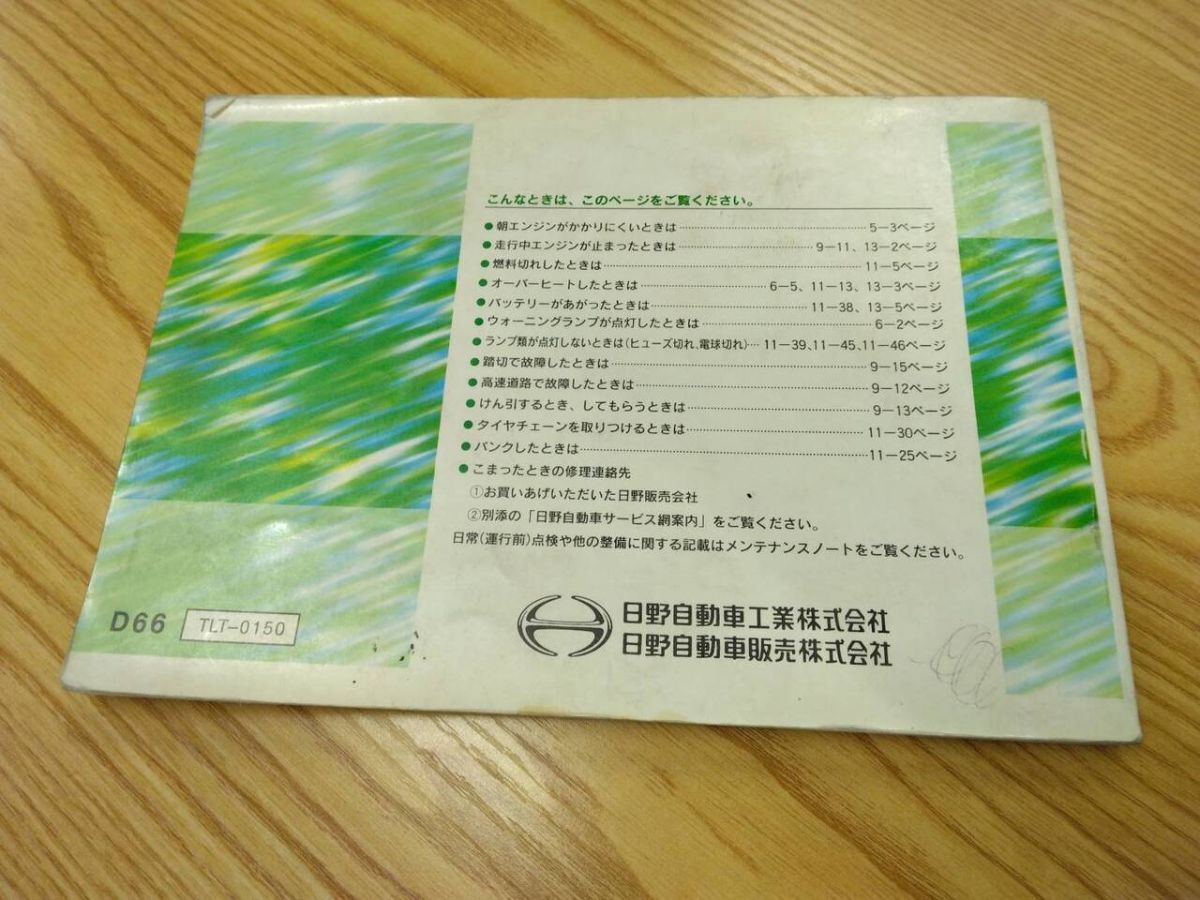 こんなときは、このページをご覧ください。
●朝エンジンがかかりにくいときは………5−3ページ
●走行中エンジンが止まったときは………9−11、13−2ページ
●燃料切れしたときは………11−5ページ
●オーバーヒートしたときは………6−5、11−13、13−3ページ
●バッテリーがあがったときは………11−38、13−5ページ
●ウォーニングランプが点灯したときは………6−2ページ
●ランプ類が点灯しないときは(ヒューズ切れ、電球切れ)…11−39、11−45、11−46ページ
●踏切で故障したときは………9−15ページ
●高速道路で故障したときは………9−12ページ
●けん引するとき、してもらうときは………9−13ページ
●タイヤチェーンを取りつけるときは………11−30ページ
●パンクしたときは………11−25ページ
●こまったときの修理連絡先
①お買いあげいただいた日野販売会社
②別添の「日野自動車サービス網案内」をご覧ください。
日常(運行前)点検や他の整備に関する記載はメンテナンスノートをご覧ください。
D66 TLT−0150
日野自動車工業株式会社
日野自動車販売株式会社